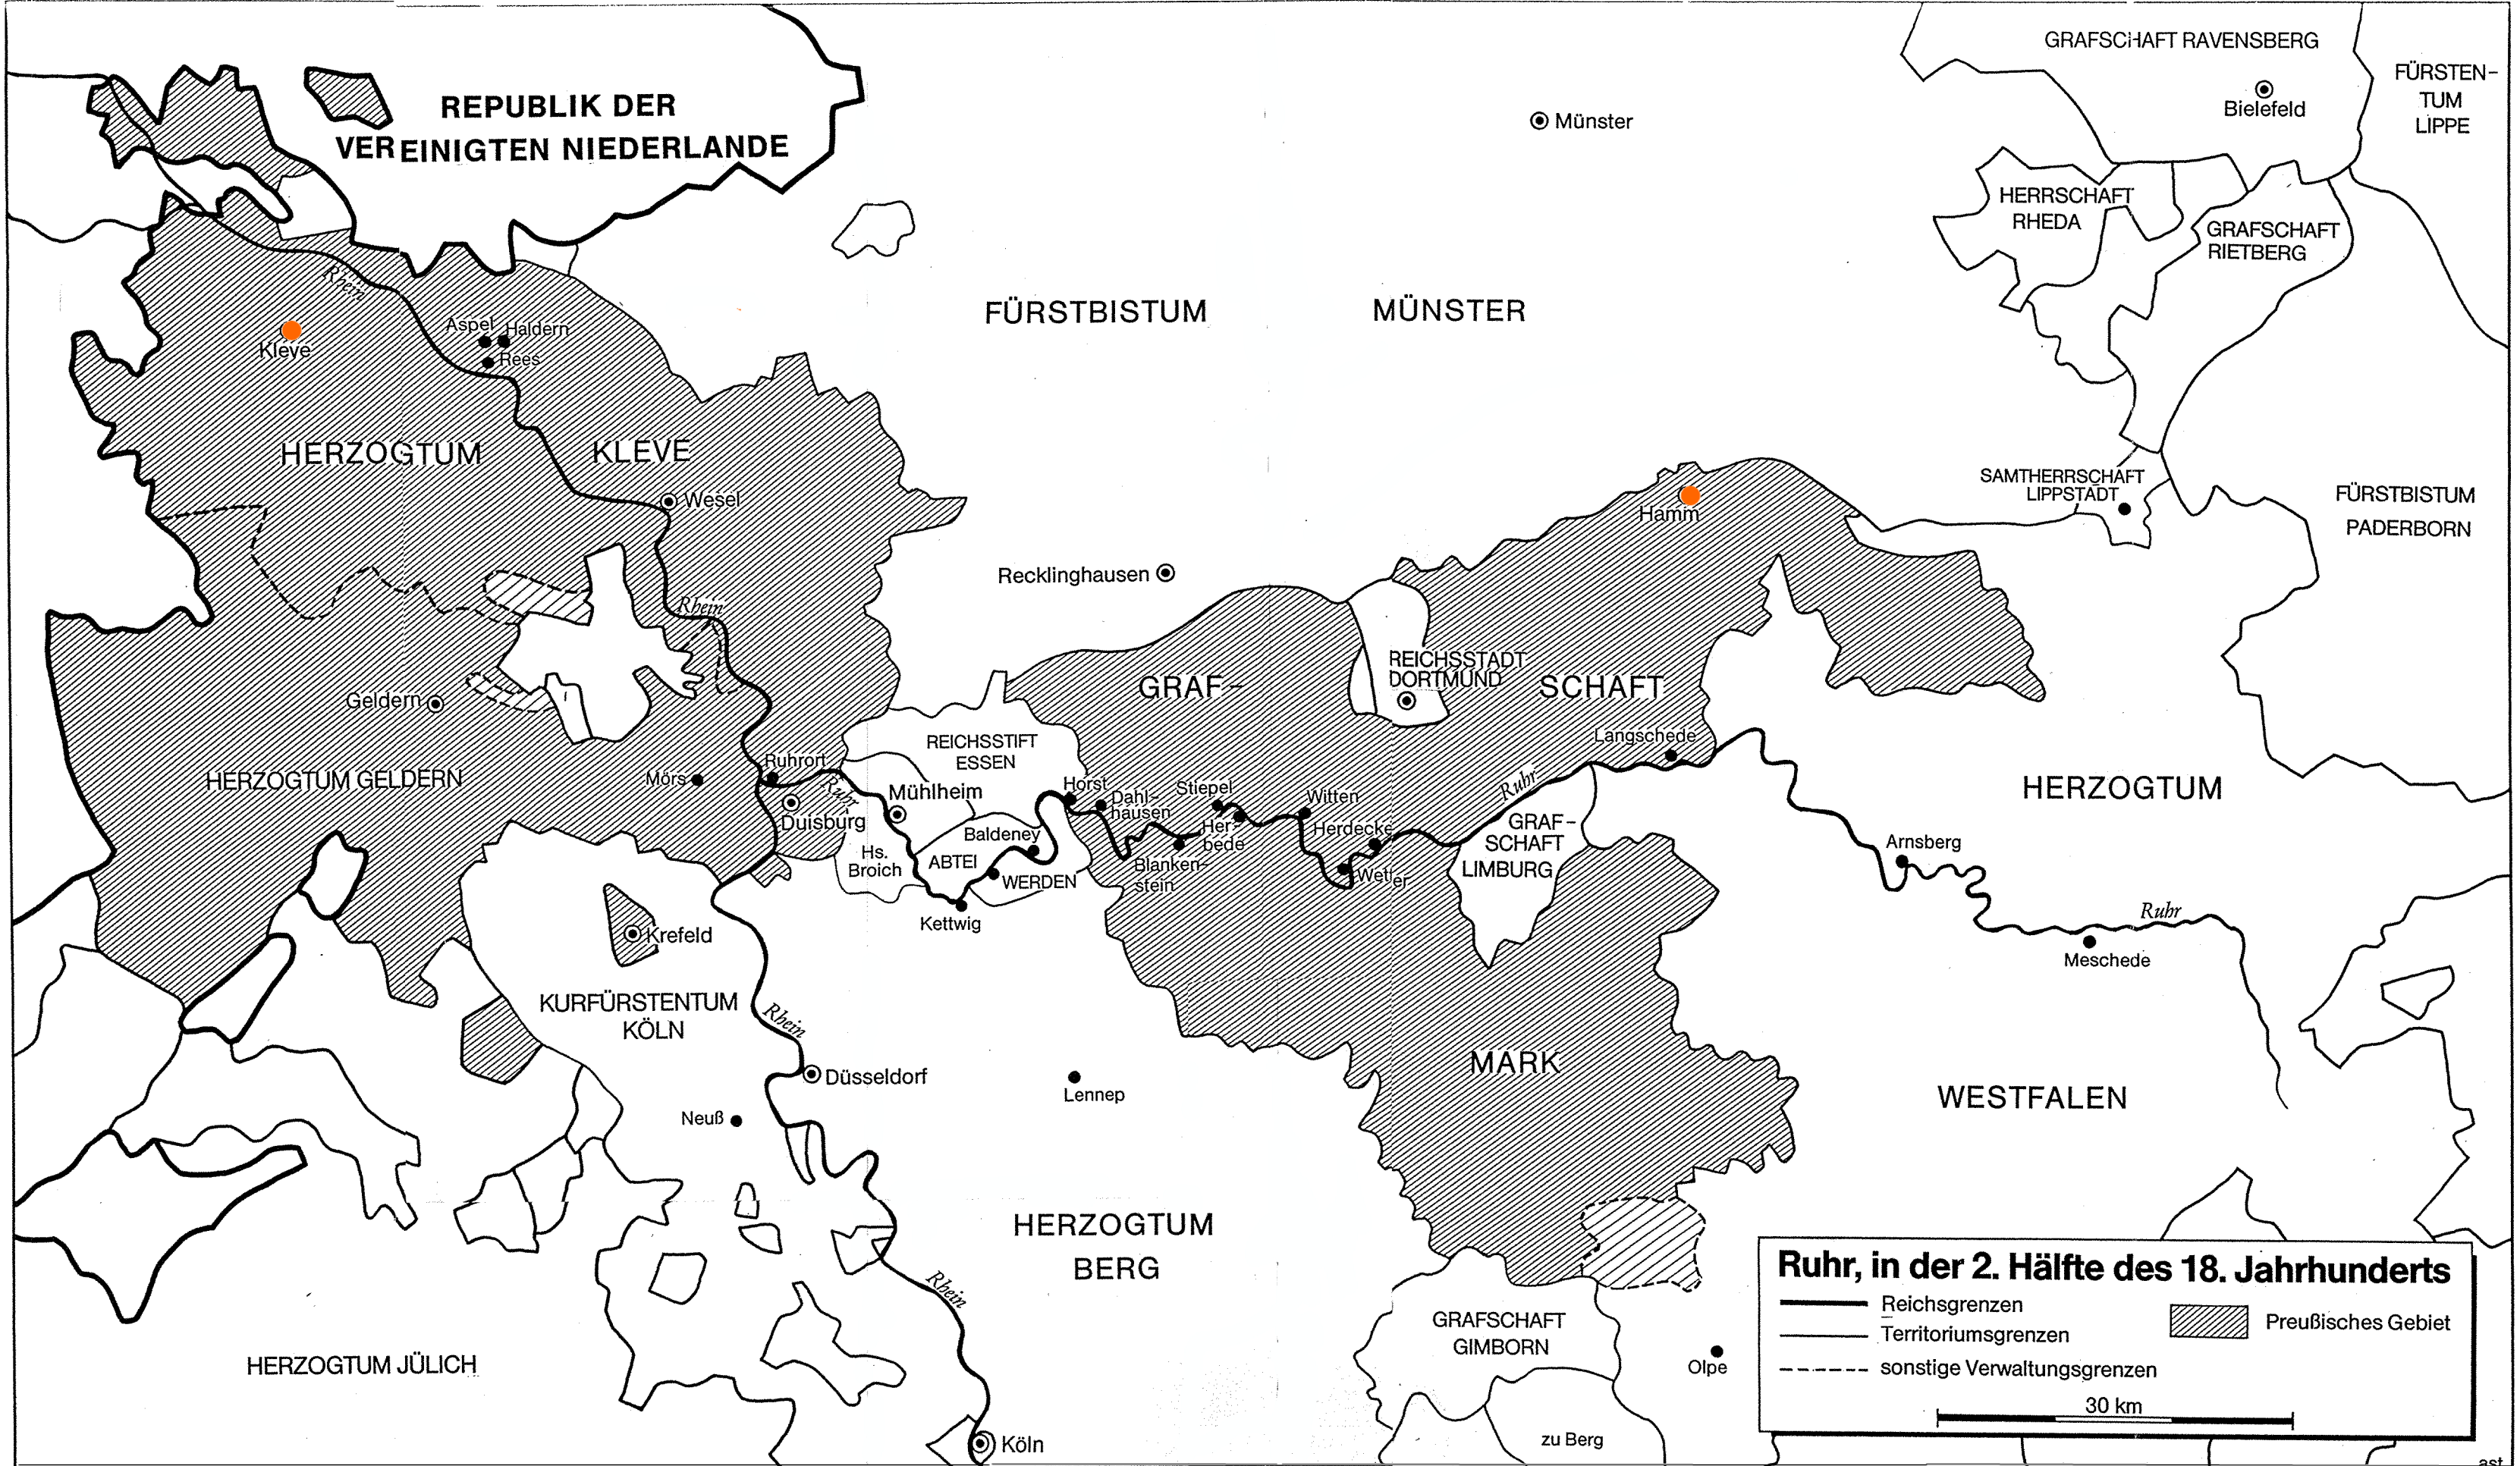 GRAFSCHAFT RAVENSBERG
Bielefeld
FÜRSTEN-
TUM
LIPPE
REPUBLIK DER
VEREINIGTEN NIEDERLANDE
Münster
HERRSCHAFT
RHEDA
GRAFSCHAFT
RIETBERG
Rhein
FÜRSTBISTUM MÜNSTER
Aspel
Haldern
Rees
Kleve
HERZOGTUM KLEVE
Wesel
SAMTHERRSCHAFT
LIPPSTADT
FÜRSTBISTUM
PADERBORN
Hamm
Recklinghausen
Rhein
REICHSSTADT
DORTMUND
GRAF- SCHAFT
Geldern
Langschede
REICHSSTIFT
ESSEN
Ruhrort
HERZOGTUM GELDERN
Mörs
Ruhr
Mühlheim
Duisburg
Horst
Dahl-
hausen
Stiepel
Witten
Ruhr
HERZOGTUM
Baldeney
Her-
bede
Herdecke
GRAF-
SCHAFT
LIMBURG
Hs.
Broich
ABTEI
WERDEN
Blanken-
stein
Wetter
Arnsberg
Kettwig
Ruhr
Meschede
Krefeld
KURFÜRSTENTUM
KÖLN
Rhein
MARK
Düsseldorf
Lennep
Neuß
WESTFALEN
HERZOGTUM
BERG
Rhein
GRAFSCHAFT
GIMBORN
HERZOGTUM JÜLICH
Olpe
Köln
zu Berg
Ruhr, in der 2. Hälfte des 18. Jahrhunderts
Reichsgrenzen
Territoriumsgrenzen
sonstige Verwaltungsgrenzen
Preußisches Gebiet
30 km
ast